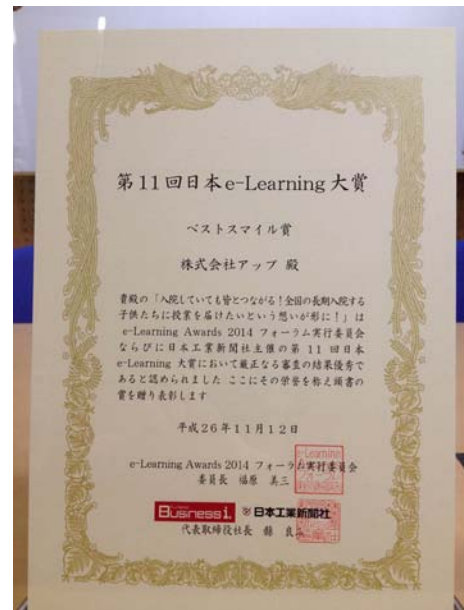 第11回日本e-Learning大賞
ベストスマイル賞
株式会社アップ 殿
貴殿の「入院していても皆とつながる！全国の長期入院する
子供たちに授業を届けたいという想いが形に！」は
e-Learning Awards 2014 フォーラム実行委員会
ならびに日本工業新聞社主催の第 11 回日本
e-Learning 大賞において厳正なる審査の結果優秀で
あると認められました ここにその栄誉を称え頭書の
賞を贈り表彰します
平成26年11月12日
e-Learning Awards 2014 フォーラム実行委員会
委員長 福原 美三
Business i. 日本工業新聞社
代表取締役社長 鶴 良